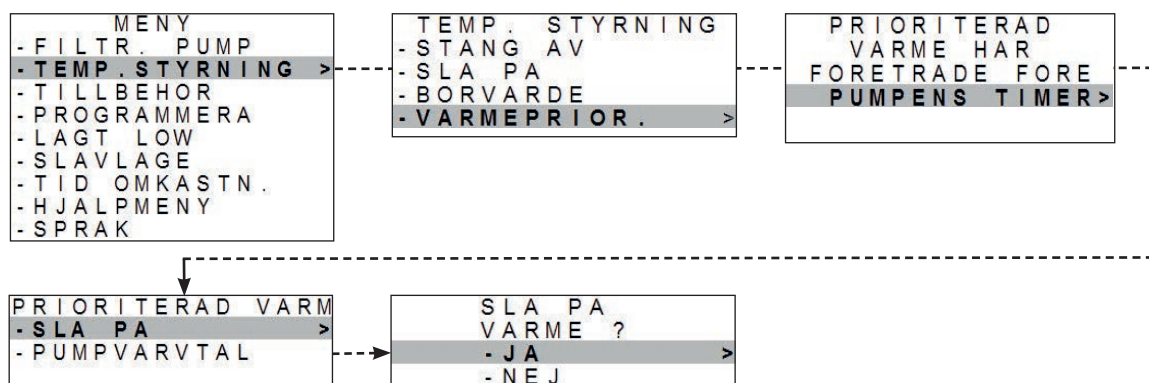 MENY
-FILTR. PUMP
-TEMP.STYRNING >
-TILLBEHOR
-PROGRAMMERA
-LAGT LOW
-SLAVLAGE
-TID OMKASTN.
-HJALPMENY
-SPRAK
TEMP. STYRNING
-STANG AV
-SLA PA
-BORVARDE
-VARMEPRIOR. >
PRIORITERAD
VARME HAR
FORETRADE FORE
PUMPENS TIMER>
PRIORITERAD VARM
-SLA PA >
-PUMPVARVTAL
SLA PA
VARME ?
-JA >
-NEJ